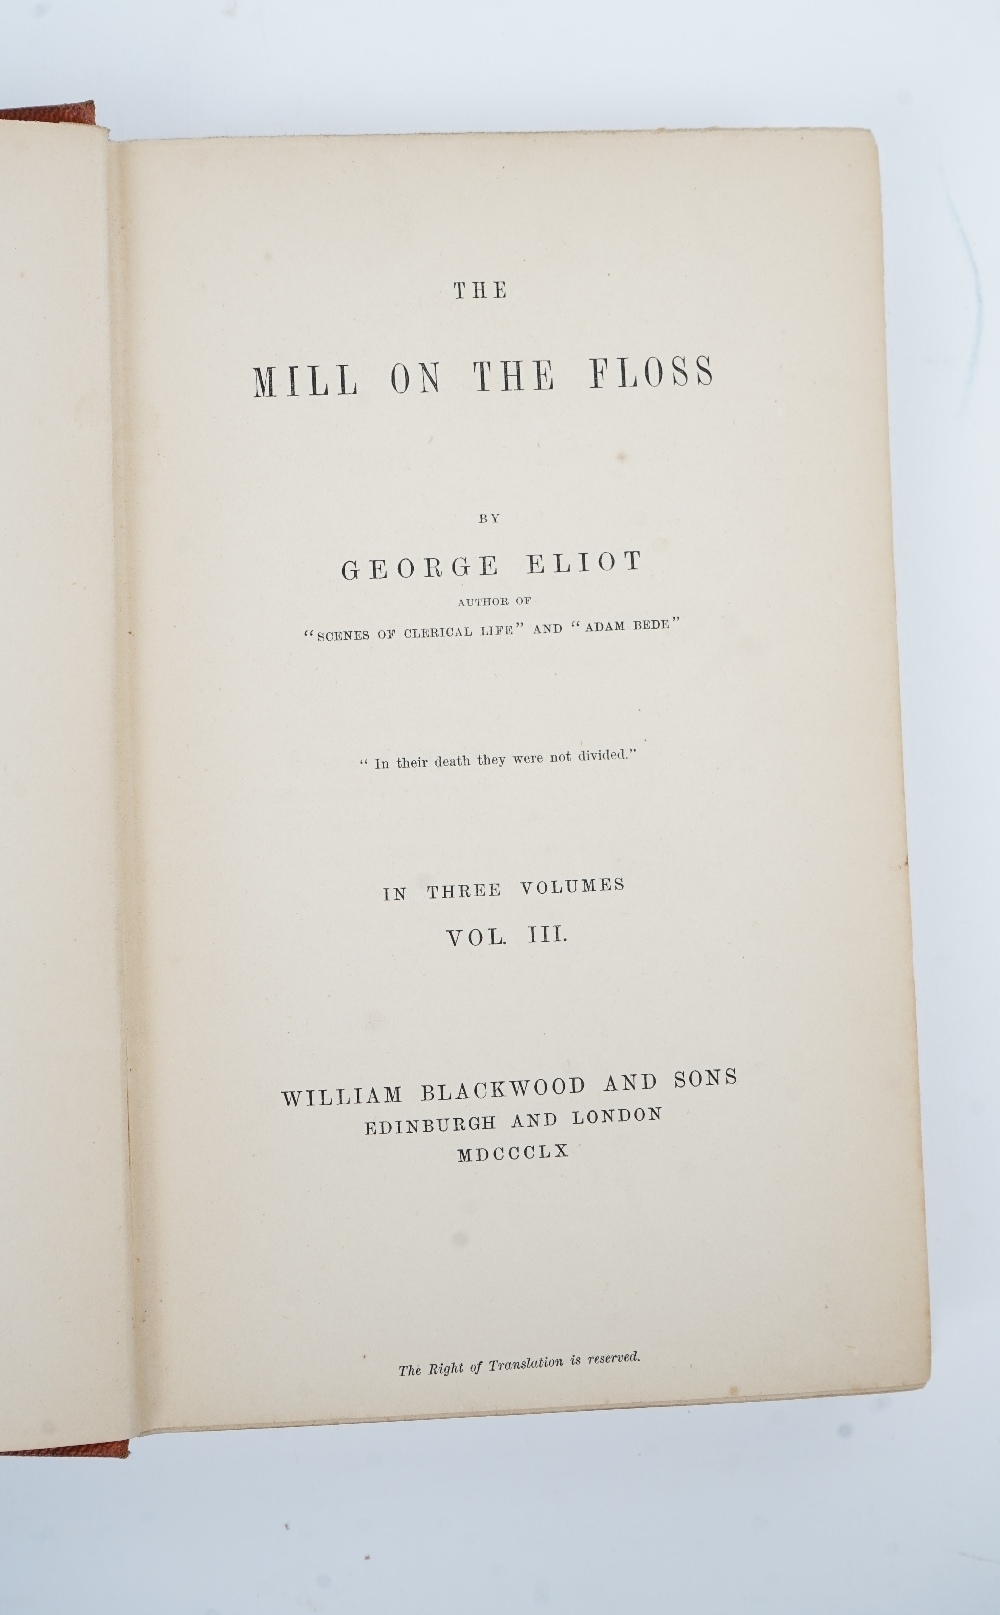 THE
MILL ON THE FLOSS
BY
GEORGE ELIOT
AUTHOR OF
“SCENES OF CLERICAL LIFE” AND “ADAM BEDE”
“In their death they were not divided.”
IN THREE VOLUMES
VOL. III.
WILLIAM BLACKWOOD AND SONS
EDINBURGH AND LONDON
MDCCCLX
The Right of Translation is reserved.